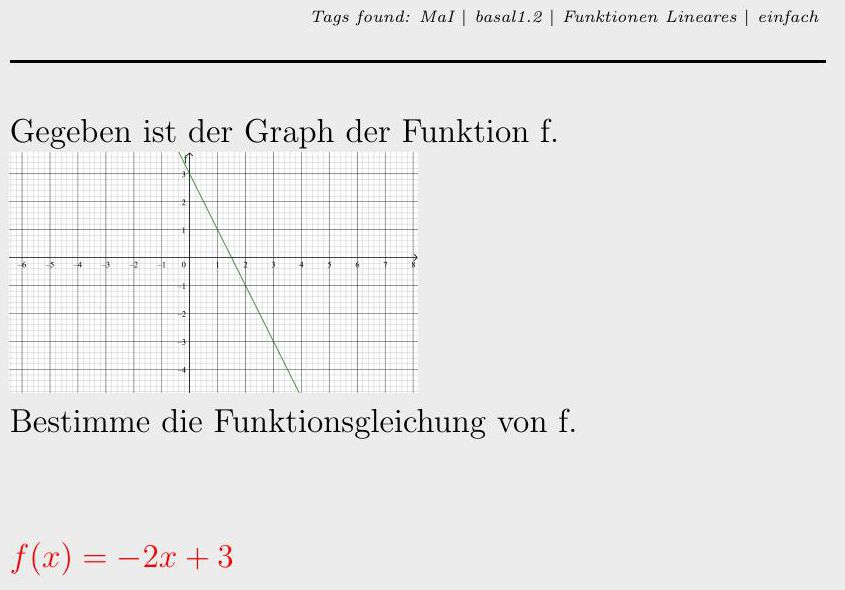 Tags found: MaI | basal1.2 | Funktionen Lineares | einfach
Gegeben ist der Graph der Funktion f.
3
2
1
-6 -5 -4 -3 -2 -1 0 1 2 3 4 5 6 7 8
-1
-2
-3
-4
Bestimme die Funktionsgleichung von f.
f(x) = −2x + 3